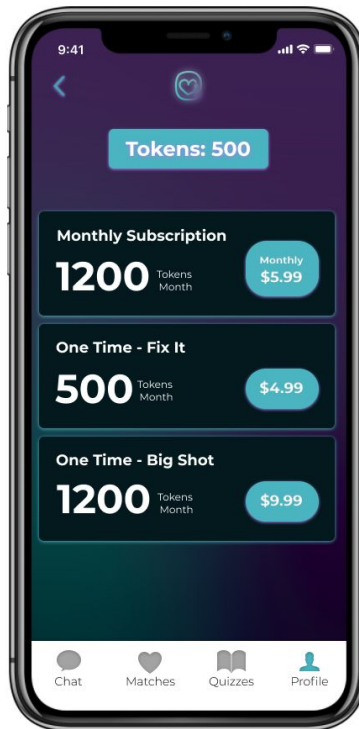 9:41
Tokens: 500
Monthly Subscription
1200 Tokens Month
Monthly $5.99
One Time - Fix It
500 Tokens Month
$4.99
One Time - Big Shot
1200 Tokens Month
$9.99
Chat Matches Quizzes Profile